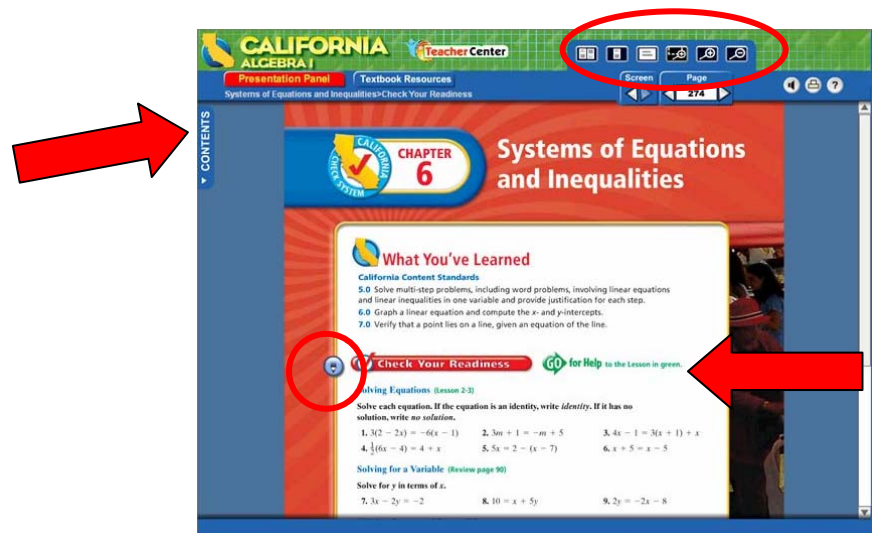 CALIFORNIA
ALGEBRA I
Teacher Center
Presentation Panel
Textbook Resources
Screen
Page
Systems of Equations and Inequalities>Check Your Readiness
274
?
CONTENTS
CALIFORNIA
CHECK SYSTEM
CHAPTER
6
Systems of Equations
and Inequalities
What You've Learned
California Content Standards
5.0 Solve multi-step problems, including word problems, involving linear equations
and linear inequalities in one variable and provide justification for each step.
6.0 Graph a linear equation and compute the x- and y-intercepts.
7.0 Verify that a point lies on a line, given an equation of the line.
Check Your Readiness
GO for Help to the Lesson in green.
Solving Equations (Lesson 2-3)
Solve each equation. If the equation is an identity, write identity. If it has no
solution, write no solution.
1. 3(2 − 2x) = −6(x − 1) 2. 3m + 1 = −m + 5 3. 4x − 1 = 3(x + 1) + x
4. (6x − 4) = 4 + x 5. 5x = 2 − (x − 7) 6. x + 5 = x − 5
Solving for a Variable (Review page 90)
Solve for y in terms of x.
7. 3x − 2y = −2 8. 10 = x + 5y 9. 2y = −2x − 8